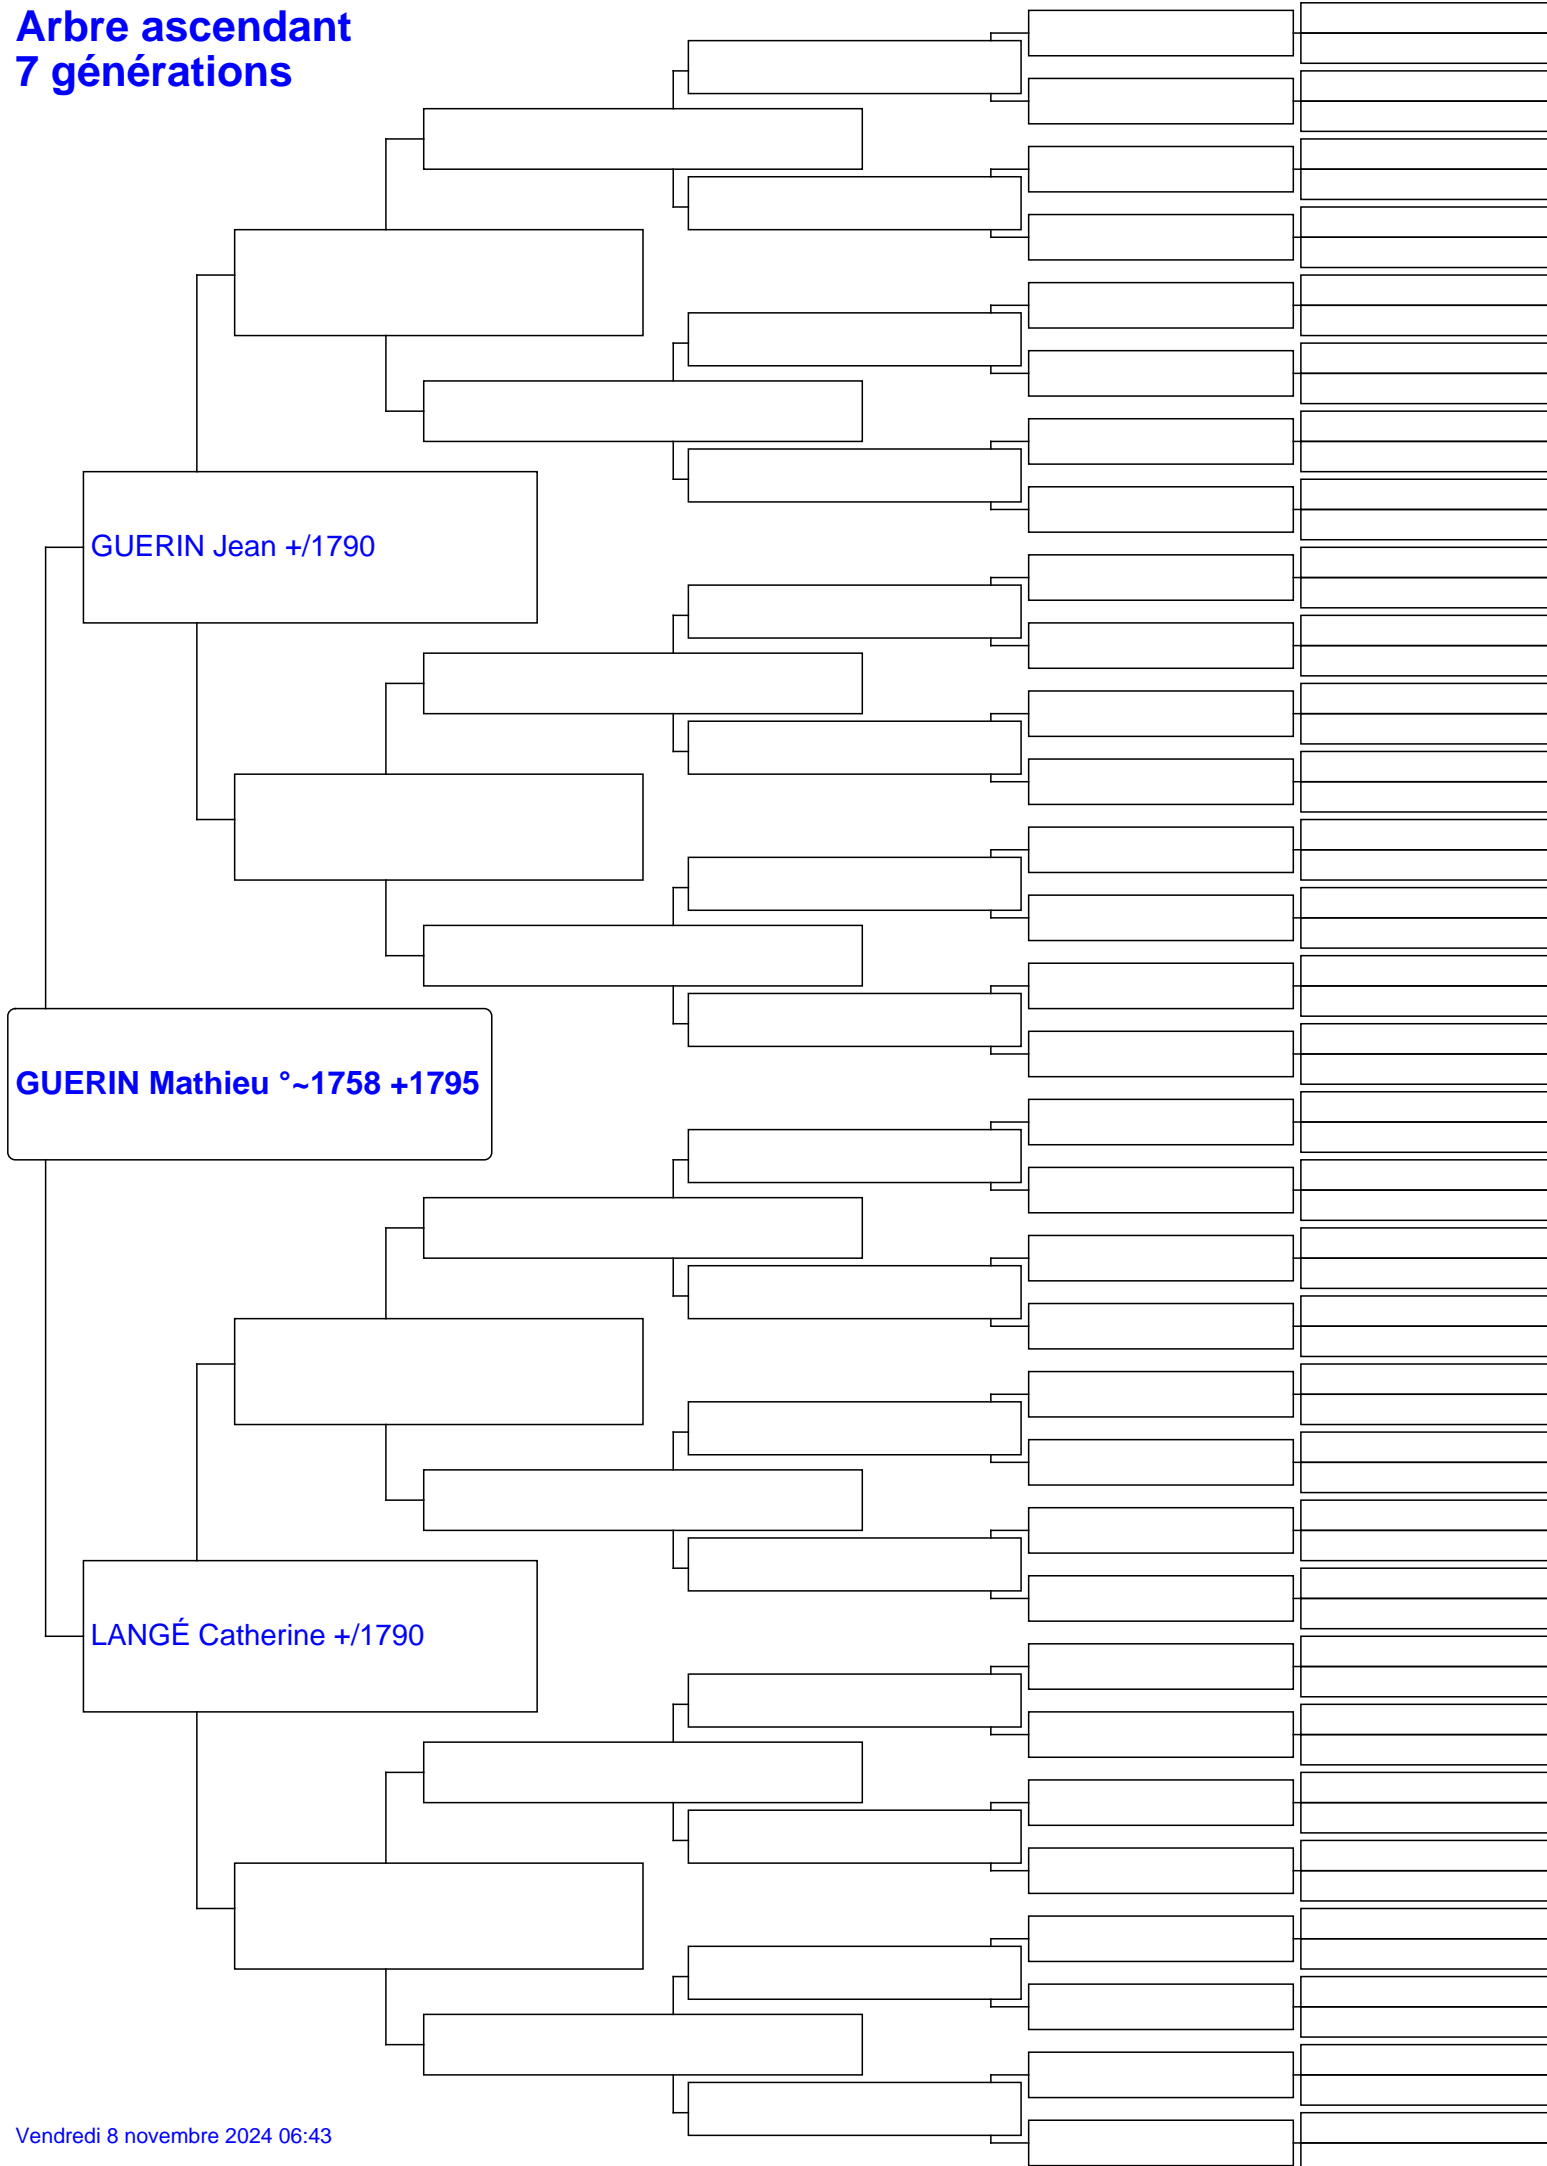 Arbre ascendant
7 générations
GUERIN Jean +/1790
GUERIN Mathieu °~1758 +1795
LANGÉ Catherine +/1790
Vendredi 8 novembre 2024 06:43